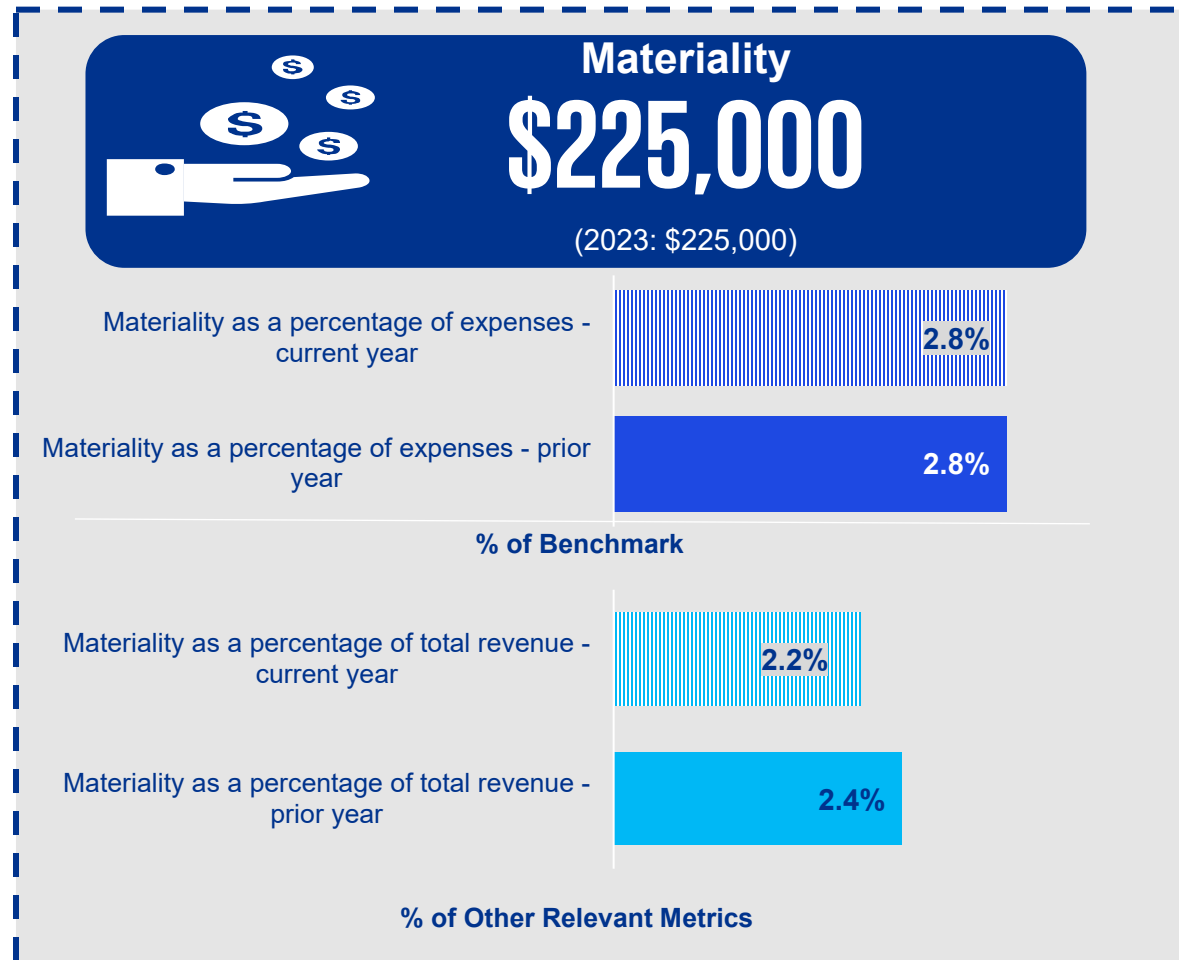 $
$
$
$
Materiality
$225,000
(2023: $225,000)
Materiality as a percentage of expenses -
current year
2.8%
Materiality as a percentage of expenses - prior
year
2.8%
% of Benchmark
Materiality as a percentage of total revenue -
current year
2.2%
Materiality as a percentage of total revenue -
prior year
2.4%
% of Other Relevant Metrics